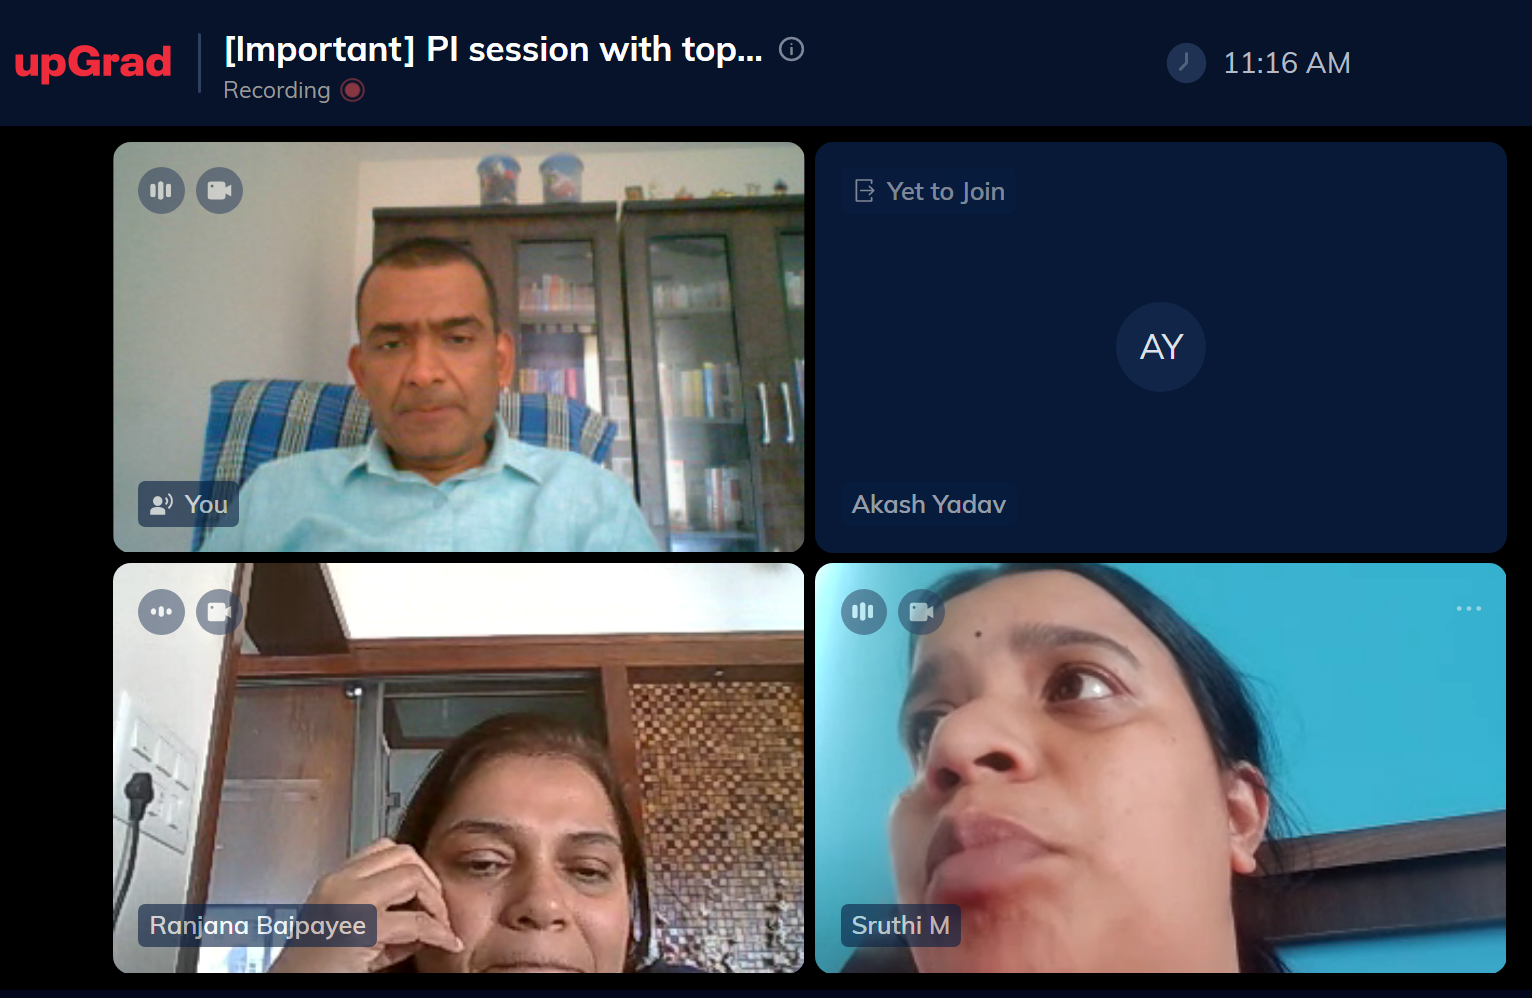 upGrad
[Important] PI session with top...
Recording
11:16 AM
You
Yet to Join
AY
Akash Yadav
Ranjana Bajpayee
Sruthi M